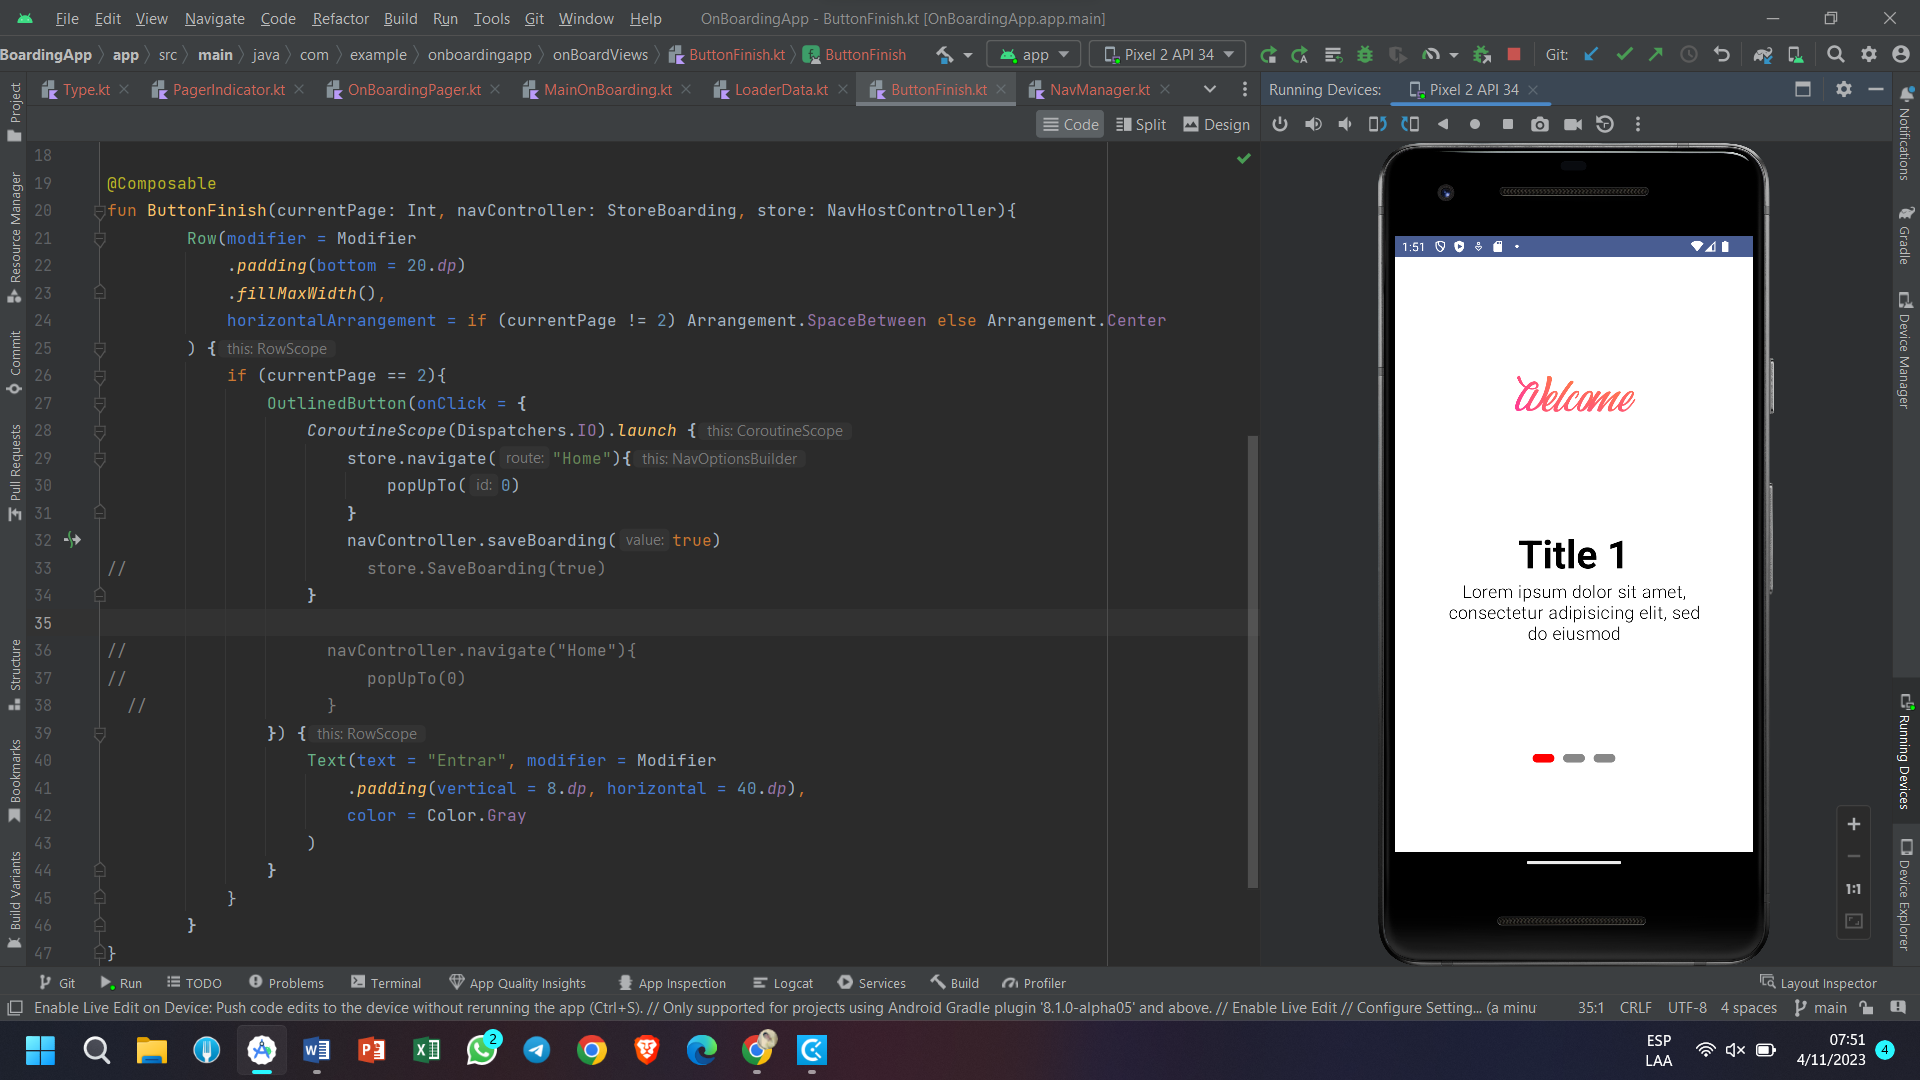 File Edit View Navigate Code Refactor Build Run Tools Git Window Help OnBoardingApp - ButtonFinish.kt [OnBoardingApp.app.main]
BoardingApp app src main java com example onboardingapp onBoardViews ButtonFinish.kt ButtonFinish app Pixel 2 API 34 Git:
Type.kt PagerIndicator.kt OnBoardingPager.kt MainOnBoarding.kt LoaderData.kt ButtonFinish.kt NavManager.kt Running Devices: Pixel 2 API 34
Code Split Design
18
19 @Composable
20 fun ButtonFinish(currentPage: Int, navController: StoreBoarding, store: NavHostController){
21 Row(modifier = Modifier
22 .padding(bottom = 20.dp)
23 .fillMaxWidth(),
24 horizontalArrangement = if (currentPage != 2) Arrangement.SpaceBetween else Arrangement.Center
25 ) { this: RowScope
26 if (currentPage == 2){
27 OutlinedButton(onClick = {
28 CoroutineScope(Dispatchers.IO).launch { this: CoroutineScope
29 store.navigate( route: "Home"){ this: NavOptionsBuilder
30 popUpTo( id: 0)
31 }
32 navController.saveBoarding( value: true)
33 // store.SaveBoarding(true)
34 }
35
36 // navController.navigate("Home"){
37 // popUpTo(0)
38 // }
39 }) { this: RowScope
40 Text(text = "Entrar", modifier = Modifier
41 .padding(vertical = 8.dp, horizontal = 40.dp),
42 color = Color.Gray
43 )
44 }
45 }
46 }
47 }
Project
Resource Manager
Commit
Pull Requests
Structure
Bookmarks
Build Variants
1:51
Welcome
Title 1
Lorem ipsum dolor sit amet,
consectetur adipisicing elit, sed
do eiusmod
1:1
Notifications
Gradle
Device Manager
Running Devices
Device Explorer
Git Run TODO Problems Terminal App Quality Insights App Inspection Logcat Services Build Profiler Layout Inspector
Enable Live Edit on Device: Push code edits to the device without rerunning the app (Ctrl+S). // Only supported for projects using Android Gradle plugin '8.1.0-alpha05' and above. // Enable Live Edit // Configure Setting... (a minu 35:1 CRLF UTF-8 4 spaces main
2
ESP
LAA
07:51
4/11/2023
4